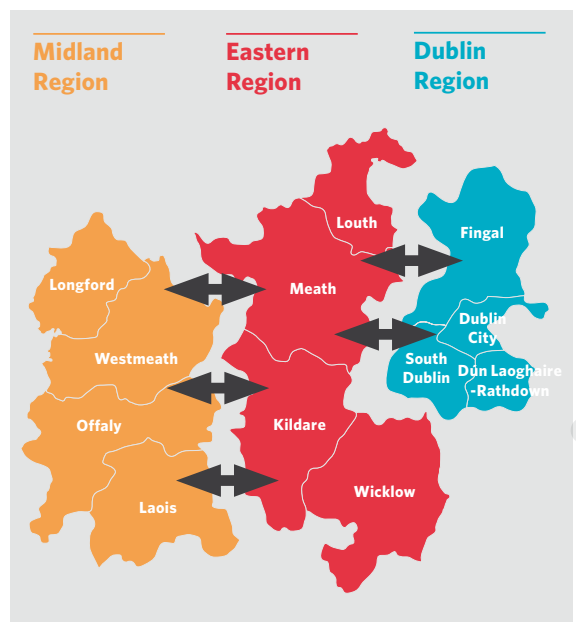 Midland
Region
Eastern
Region
Dublin
Region
Louth
Fingal
Longford
Meath
Dublin
City
Westmeath
South
Dublin
Dún Laoghaire
-Rathdown
Offaly
Kildare
Wicklow
Laois